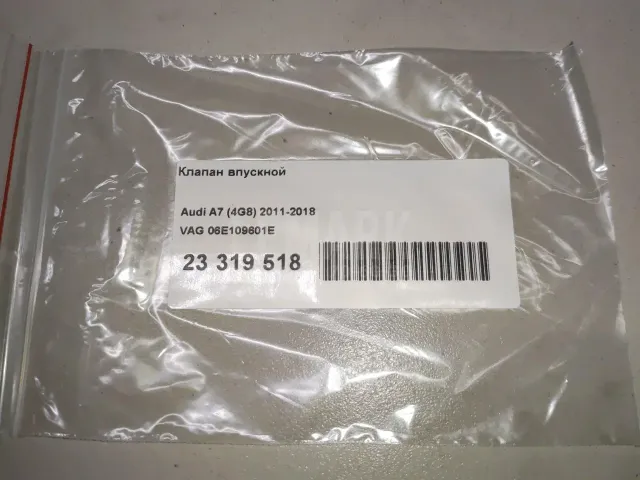 Клапан впускной
Audi A7 (4G8) 2011-2018
VAG 06E109601E
23 319 518